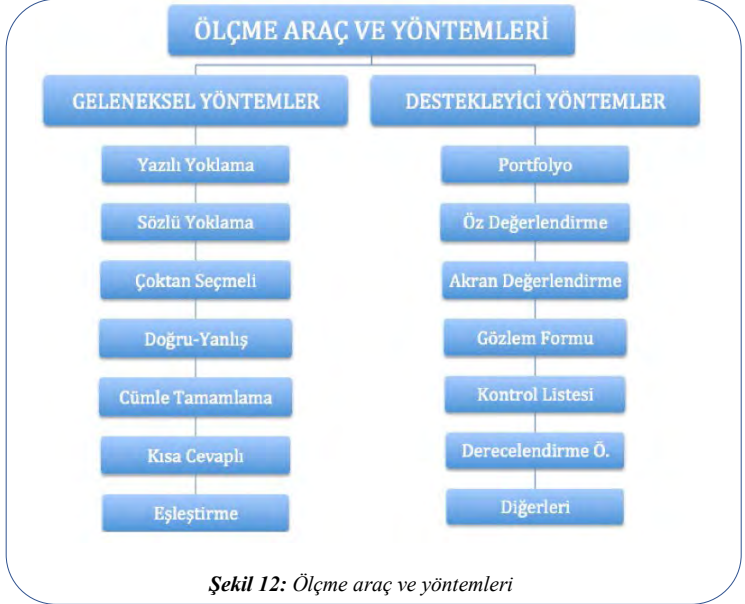 ÖLÇME ARAÇ VE YÖNTEMLERİ
GELENEKSEL YÖNTEMLER
Yazılı Yoklama
Sözlü Yoklama
Çoktan Seçmeli
Doğru-Yanlış
Cümle Tamamlama
Kısa Cevaplı
Eşleştirme
DESTEKLEYİCİ YÖNTEMLER
Portfolyo
Öz Değerlendirme
Akran Değerlendirme
Gözlem Formu
Kontrol Listesi
Derecelendirme Ö.
Diğerleri
Şekil 12: Ölçme araç ve yöntemleri